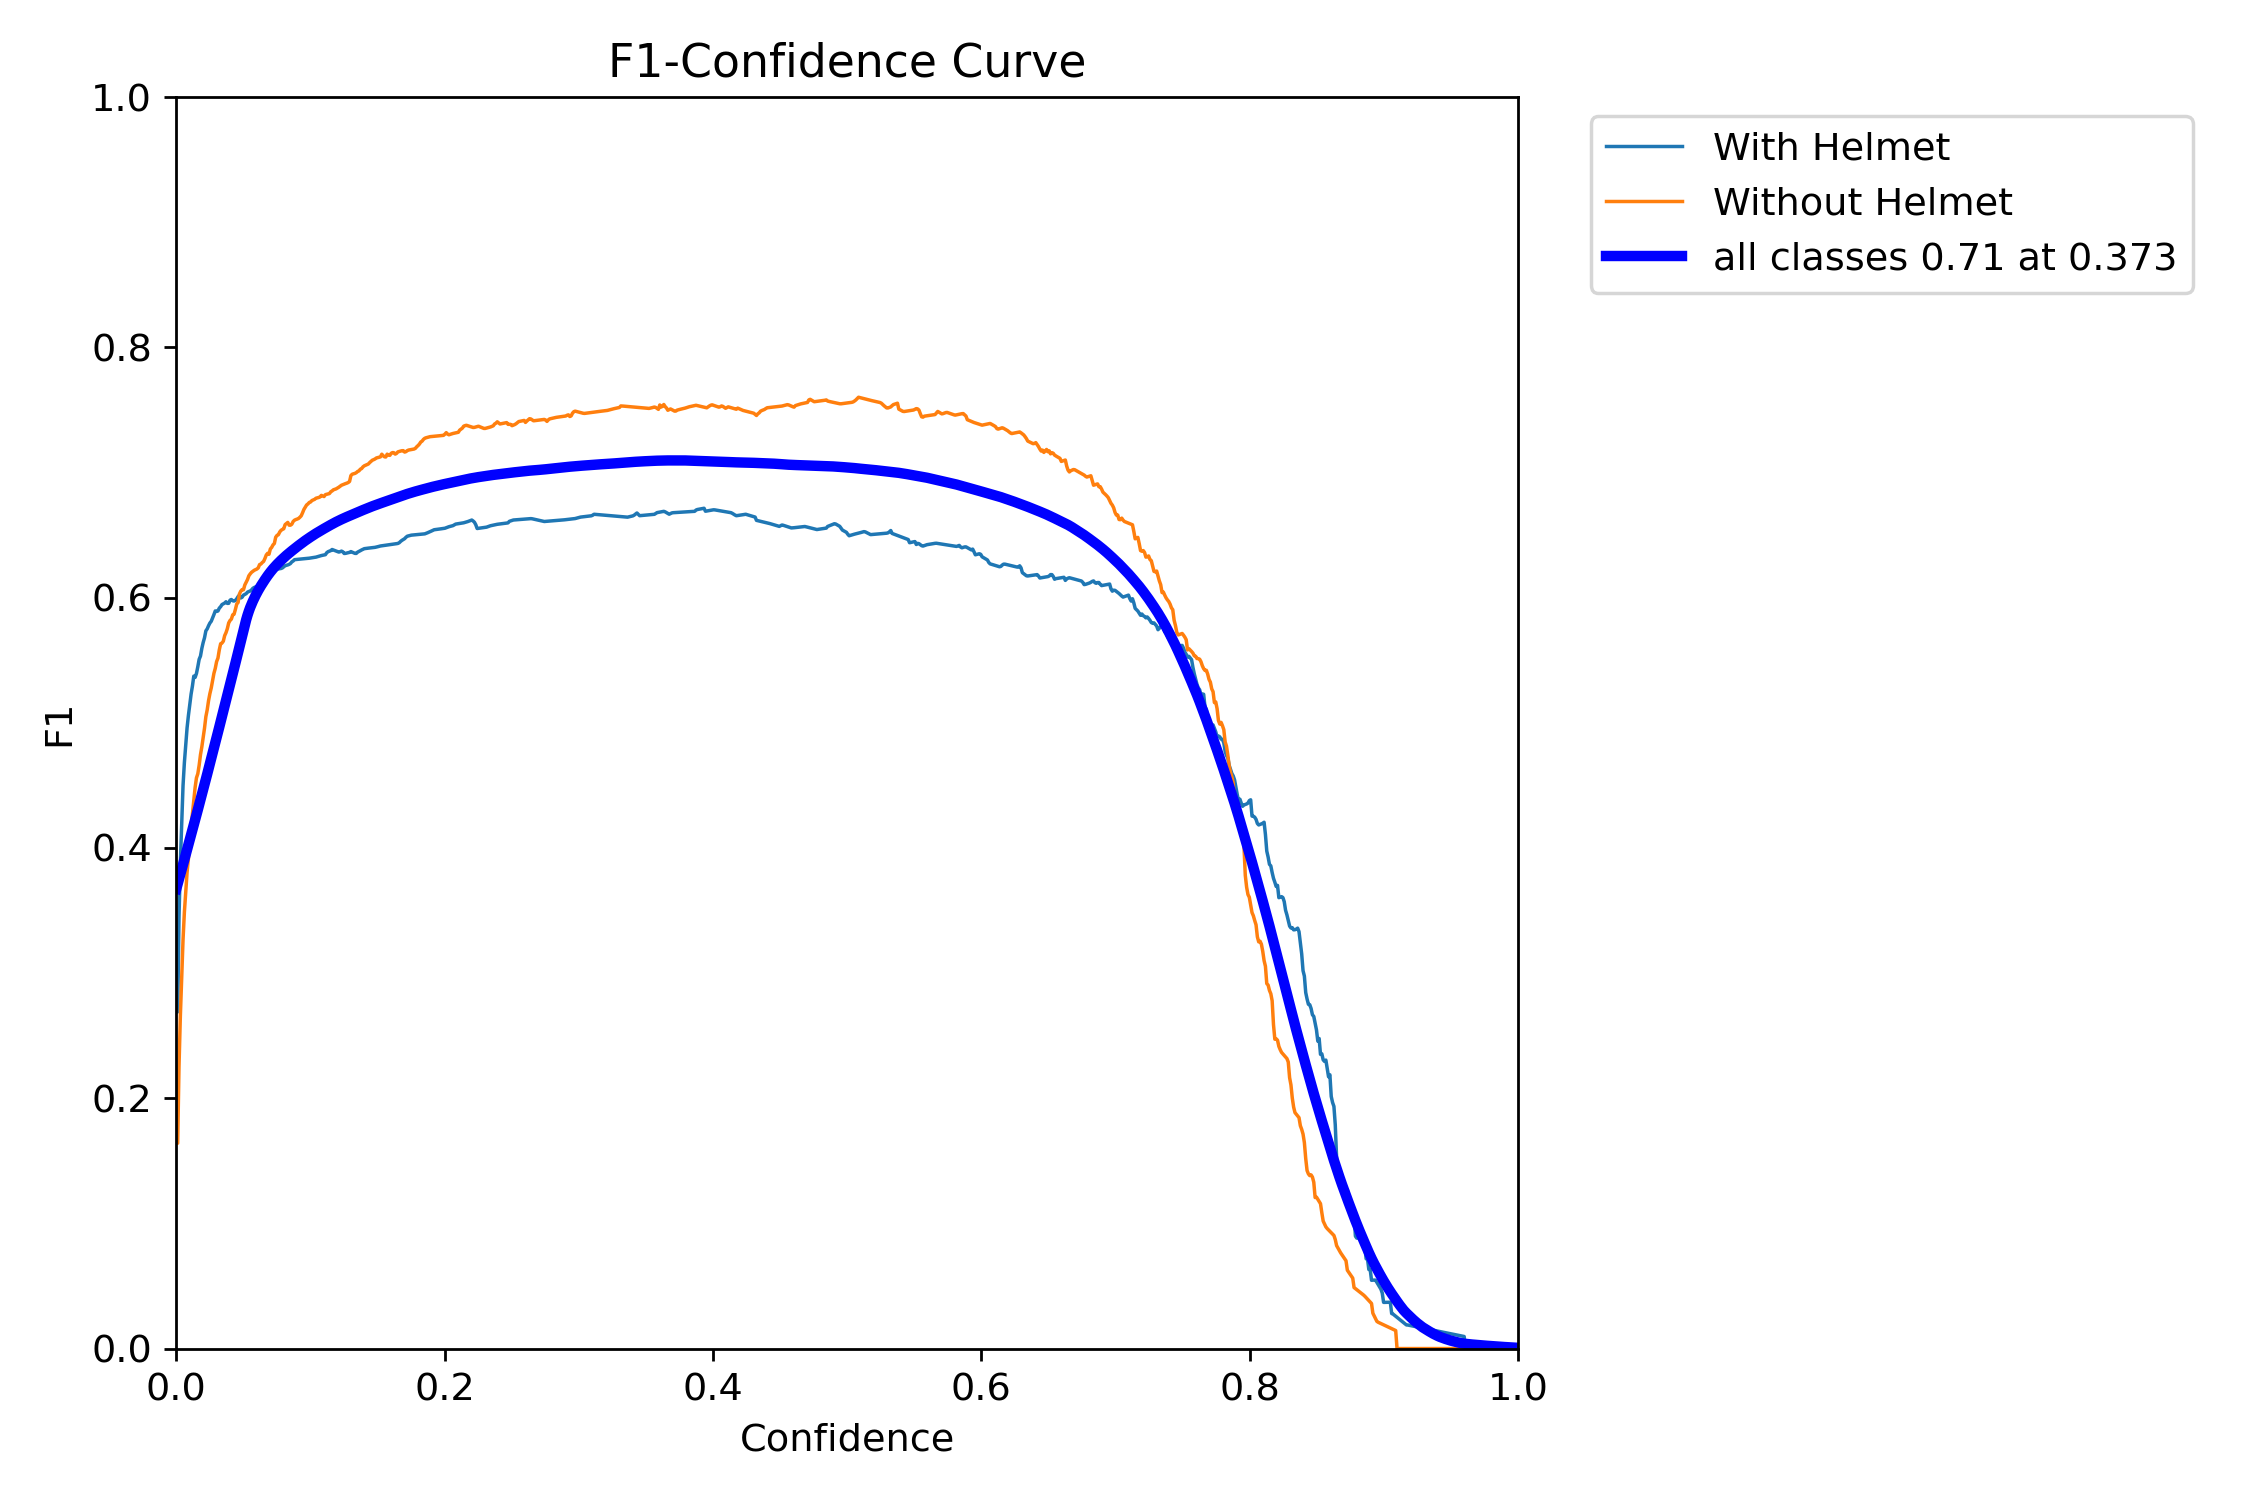 F1-Confidence Curve
1.0
0.8
0.6
0.4
0.2
0.0
F1
0.0 0.2 0.4 0.6 0.8 1.0
Confidence
With Helmet
Without Helmet
all classes 0.71 at 0.373